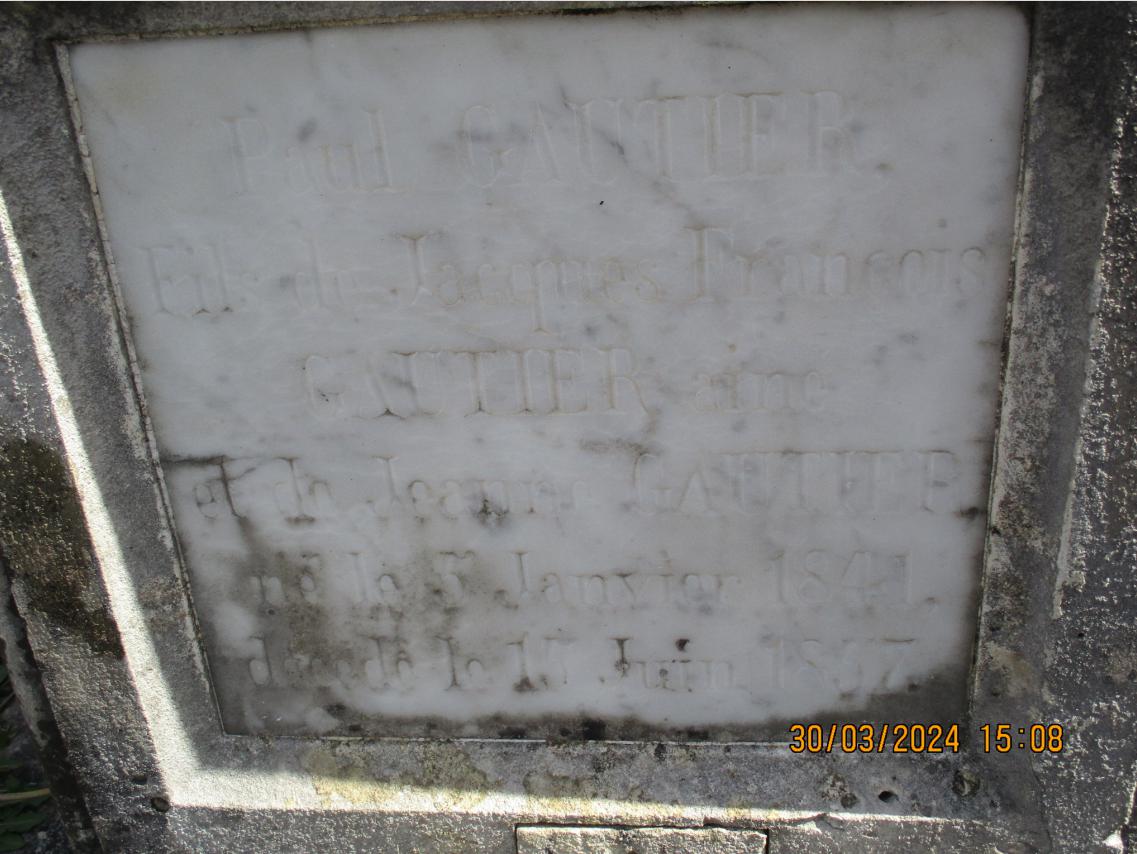 Paul GAUTIER,
Fils de Jacques François
GAUTIER ainé
et de Jeanne GAUTIER
né le 5 Janvier 1841,
décédé le 15 Juin
30/03/2024 15:08